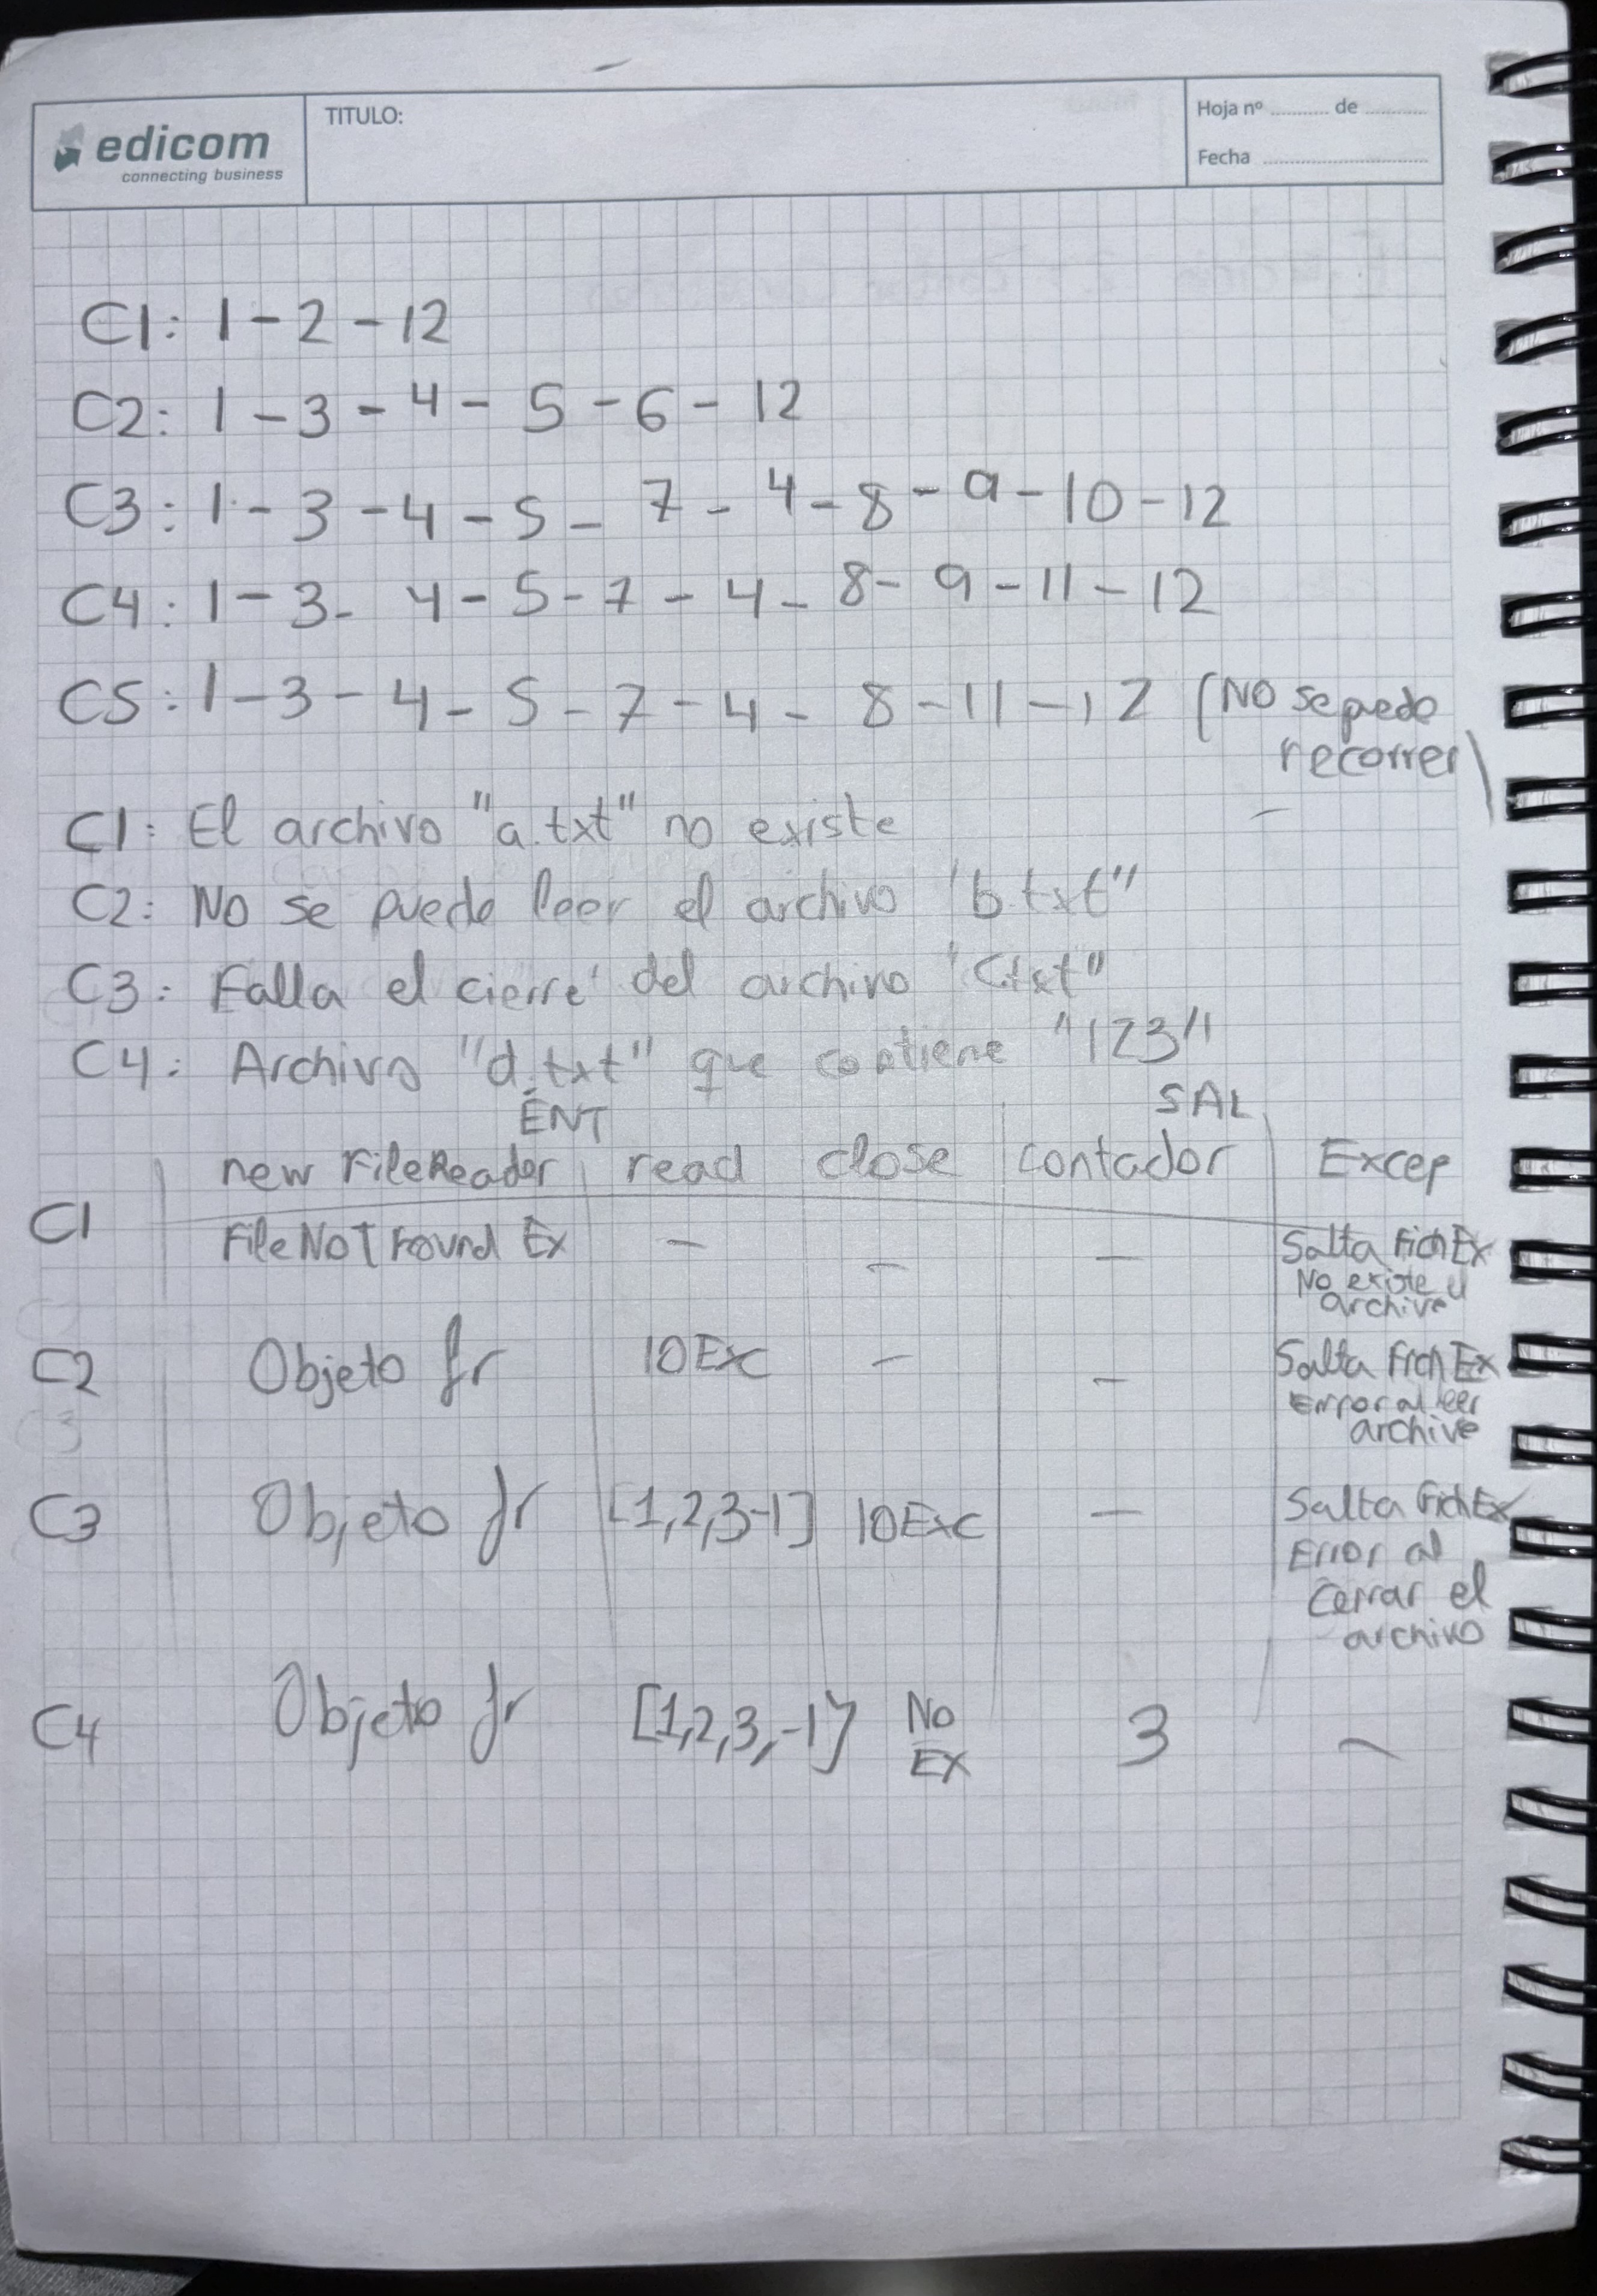 edicom
connecting business
TITULO:
Hoja nº ........... de ...........
Fecha ...........
C1: 1 - 2 - 12
C2: 1 - 3 - 4 - 5 - 6 - 12
C3: 1 - 3 - 4 - 5 - 7 - 4 - 8 - 9 - 10 - 12
C4: 1 - 3 - 4 - 5 - 7 - 4 - 8 - 9 - 11 - 12
C5: 1 - 3 - 4 - 5 - 7 - 4 - 8 - 11 - 12 (NO se puede
recorrer)
C1: El archivo "a.txt" no existe
C2: No se puede leer el archivo "b.txt"
C3: Falla el cierre del archivo "c.txt"
C4: Archivo "d.txt" que contiene "123"
ENT SAL
new FileReader read close contador Excep
C1 FileNotFound Ex - - - Salta FichEx
No existe el
archivo
C2 Objeto fr IOEx - - Salta FichEx
Error al leer
archivo
C3 Objeto fr [1,2,3-1] IOExc - Salta FichEx
Error al
cerrar el
archivo
C4 Objeto fr [1,2,3,-1] No 3 -
EX